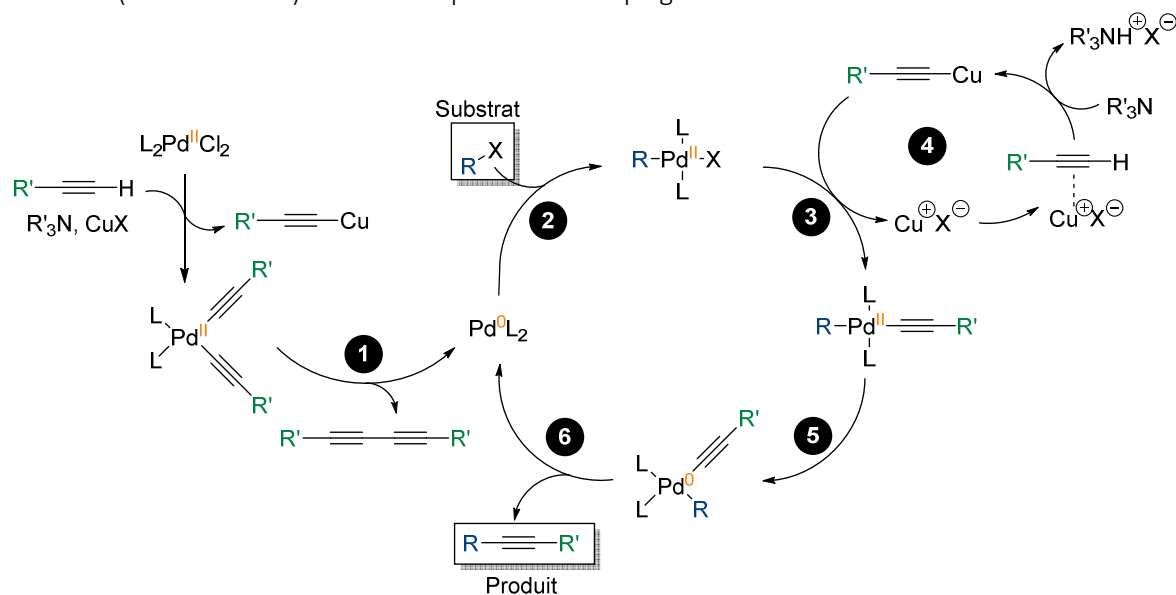 R'₃NH⊕X⊖
R'
Cu
R'₃N
Substrat
R
X
L₂PdᴵᴵCl₂
L
R
Pdᴵᴵ
X
L
4
R'
H
R'
H
R'₃N, CuX
R'
Cu
2
3
Cu⊕X⊖
Cu⊕X⊖
R'
L
L
Pdᴵᴵ
R'
1
Pd⁰L₂
L
R
Pdᴵᴵ
R'
L
R'
R'
6
5
R'
L
L
Pd⁰
R
R
R'
Produit